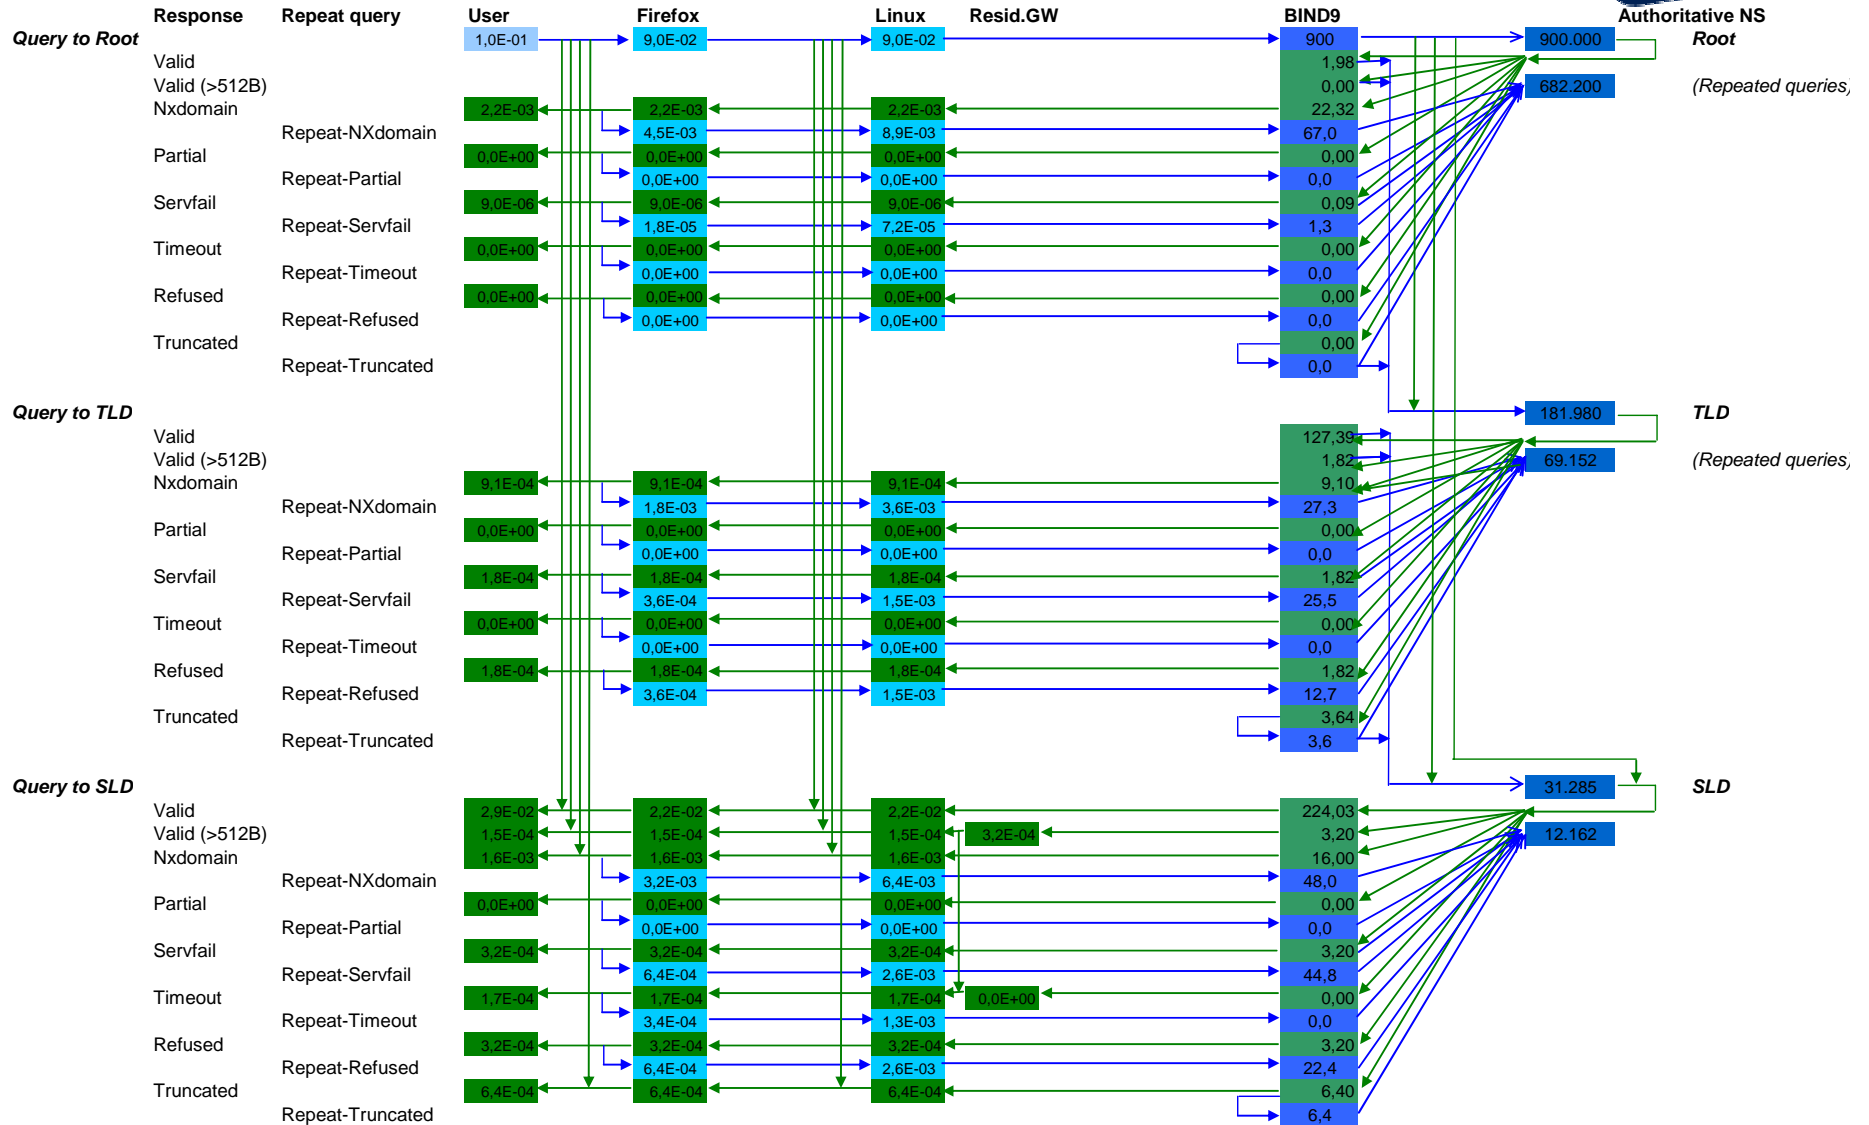 Response Repeat query User Firefox Linux Resid.GW BIND9 Authoritative NS
Query to Root 1,0E-01 9,0E-02 9,0E-02 900 900.000 Root
Valid 1,98
Valid (>512B) 0,00 682.200 (Repeated queries)
Nxdomain 2,2E-03 2,2E-03 2,2E-03 22,32
Repeat-NXdomain 4,5E-03 8,9E-03 67,0
Partial 0,0E+00 0,0E+00 0,0E+00 0,00
Repeat-Partial 0,0E+00 0,0E+00 0,0
Servfail 9,0E-06 9,0E-06 9,0E-06 0,09
Repeat-Servfail 1,8E-05 7,2E-05 1,3
Timeout 0,0E+00 0,0E+00 0,0E+00 0,00
Repeat-Timeout 0,0E+00 0,0E+00 0,0
Refused 0,0E+00 0,0E+00 0,0E+00 0,00
Repeat-Refused 0,0E+00 0,0E+00 0,0
Truncated 0,00
Repeat-Truncated 0,0
Query to TLD 181.980 TLD
Valid 127,39
Valid (>512B) 1,82 69.152 (Repeated queries)
Nxdomain 9,1E-04 9,1E-04 9,1E-04 9,10
Repeat-NXdomain 1,8E-03 3,6E-03 27,3
Partial 0,0E+00 0,0E+00 0,0E+00 0,00
Repeat-Partial 0,0E+00 0,0E+00 0,0
Servfail 1,8E-04 1,8E-04 1,8E-04 1,82
Repeat-Servfail 3,6E-04 1,5E-03 25,5
Timeout 0,0E+00 0,0E+00 0,0E+00 0,00
Repeat-Timeout 0,0E+00 0,0E+00 0,0
Refused 1,8E-04 1,8E-04 1,8E-04 1,82
Repeat-Refused 3,6E-04 1,5E-03 12,7
Truncated 3,64
Repeat-Truncated 3,6
Query to SLD 31.285 SLD
Valid 2,9E-02 2,2E-02 2,2E-02 224,03
Valid (>512B) 1,5E-04 1,5E-04 1,5E-04 3,2E-04 3,20 12.162
Nxdomain 1,6E-03 1,6E-03 1,6E-03 16,00
Repeat-NXdomain 3,2E-03 6,4E-03 48,0
Partial 0,0E+00 0,0E+00 0,0E+00 0,00
Repeat-Partial 0,0E+00 0,0E+00 0,0
Servfail 3,2E-04 3,2E-04 3,2E-04 3,20
Repeat-Servfail 6,4E-04 2,6E-03 44,8
Timeout 1,7E-04 1,7E-04 1,7E-04 0,0E+00 0,00
Repeat-Timeout 3,4E-04 1,3E-03 0,0
Refused 3,2E-04 3,2E-04 3,2E-04 3,20
Repeat-Refused 6,4E-04 2,6E-03 22,4
Truncated 6,4E-04 6,4E-04 6,4E-04 6,40
Repeat-Truncated 6,4